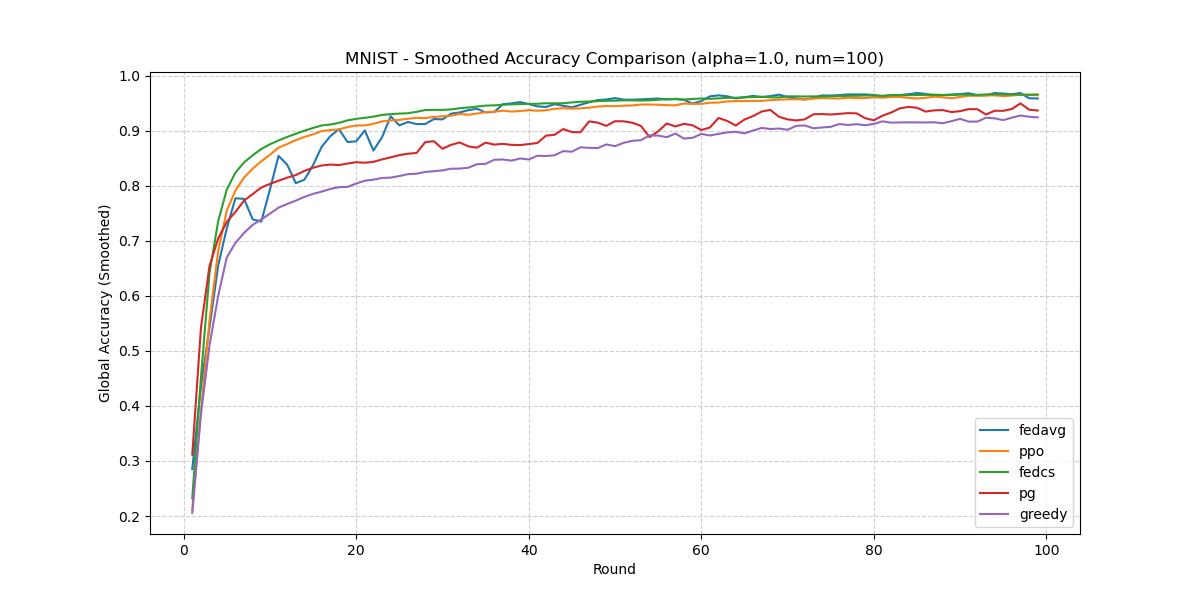 MNIST - Smoothed Accuracy Comparison (alpha=1.0, num=100)
Global Accuracy (Smoothed)
1.0
0.9
0.8
0.7
0.6
0.5
0.4
0.3
0.2
0 20 40 60 80 100
Round
fedavg
ppo
fedcs
pg
greedy